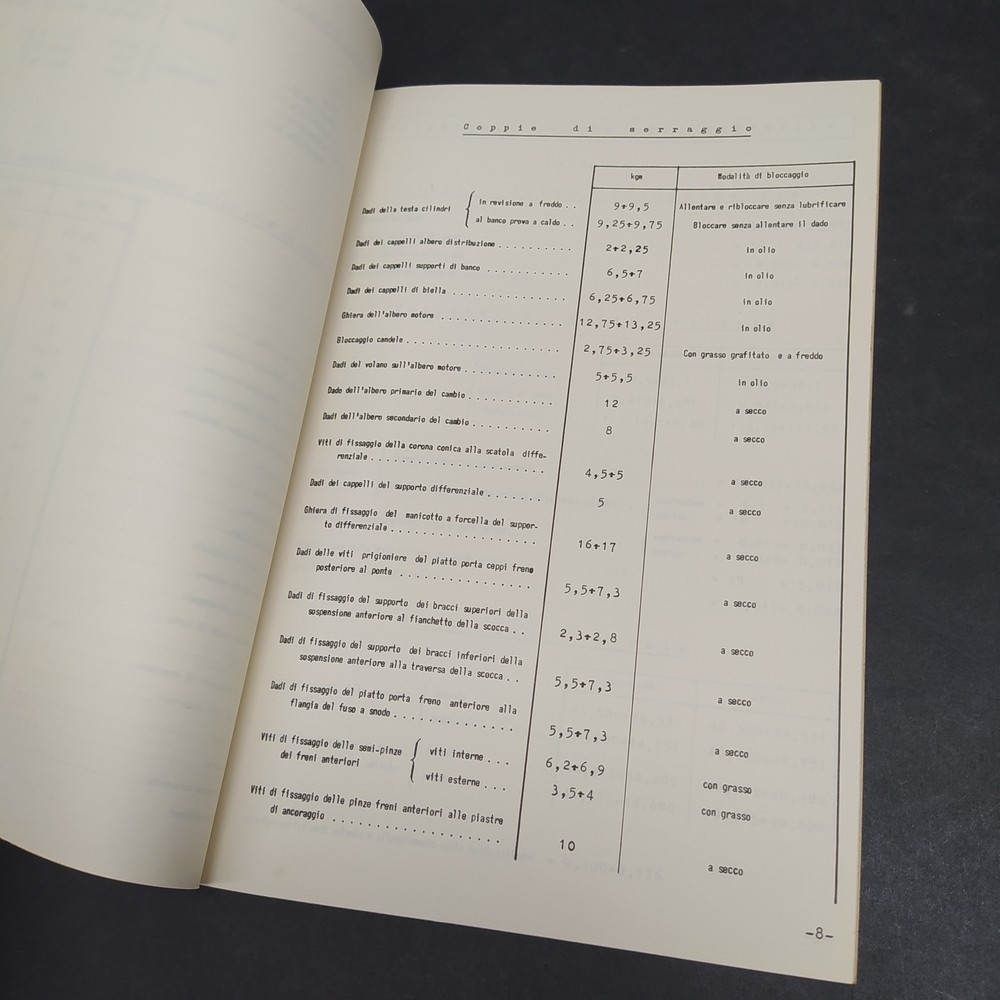 Coppie di serraggio
kgm Modalità di bloccaggio
Dadi della testa cilindri { in revisione a freddo . . 9÷9,5 Allentare e ribloccare senza lubrificare
al banco prova a caldo . . 9,25÷9,75 Bloccare senza allentare il dado
Dadi dei cappelli albero distribuzione . . . . . . . . . . 2÷2,25 in olio
Dadi dei cappelli supporti di banco . . . . . . . . . . . 6,5÷7 in olio
Dadi dei cappelli di biella . . . . . . . . . . . . . . . 6,25÷6,75 in olio
Ghiera dell'albero motore . . . . . . . . . . . . . . . . 12,75÷13,25 in olio
Bloccaggio candele . . . . . . . . . . . . . . . . . . . . 2,75÷3,25 Con grasso grafitato e a freddo
Dadi del volano sull'albero motore . . . . . . . . . . . . 5÷5,5 in olio
Dado dell'albero primario del cambio . . . . . . . . . . . 12 a secco
Dadi dell'albero secondario del cambio . . . . . . . . . . 8 a secco
Viti di fissaggio della corona conica alla scatola diffe-
renziale . . . . . . . . . . . . . . . . . . . . . . . 4,5÷5 a secco
Dadi dei cappelli del supporto differenziale . . . . . . . 5 a secco
Ghiera di fissaggio del manicotto a forcella del suppor-
to differenziale . . . . . . . . . . . . . . . . . . . 16÷17 a secco
Dadi delle viti prigioniere del piatto porta ceppi freno
posteriore al ponte . . . . . . . . . . . . . . . . 5,5÷7,3 a secco
Dadi di fissaggio del supporto dei bracci superiori della
sospensione anteriore al fianchetto della scocca . . 2,3÷2,8 a secco
Dadi di fissaggio del supporto dei bracci inferiori della
sospensione anteriore alla traversa della scocca . . 5,5÷7,3 a secco
Dadi di fissaggio del piatto porta freno anteriore alla
flangia del fuso a snodo . . . . . . . . . . . . . 5,5÷7,3 a secco
Viti di fissaggio delle semi-pinze { viti interne . . . 6,2÷6,9 con grasso
dei freni anteriori viti esterne . . . 3,5÷4 con grasso
Viti di fissaggio delle pinze freni anteriori alle piastre
di ancoraggio . . . . . . . . . . . . . . . . . . 10 a secco
-8-